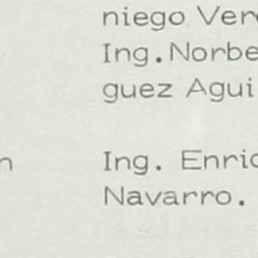 niego Ver
Ing. Norbe
guez Agui
n Ing. Enric
Navarro.